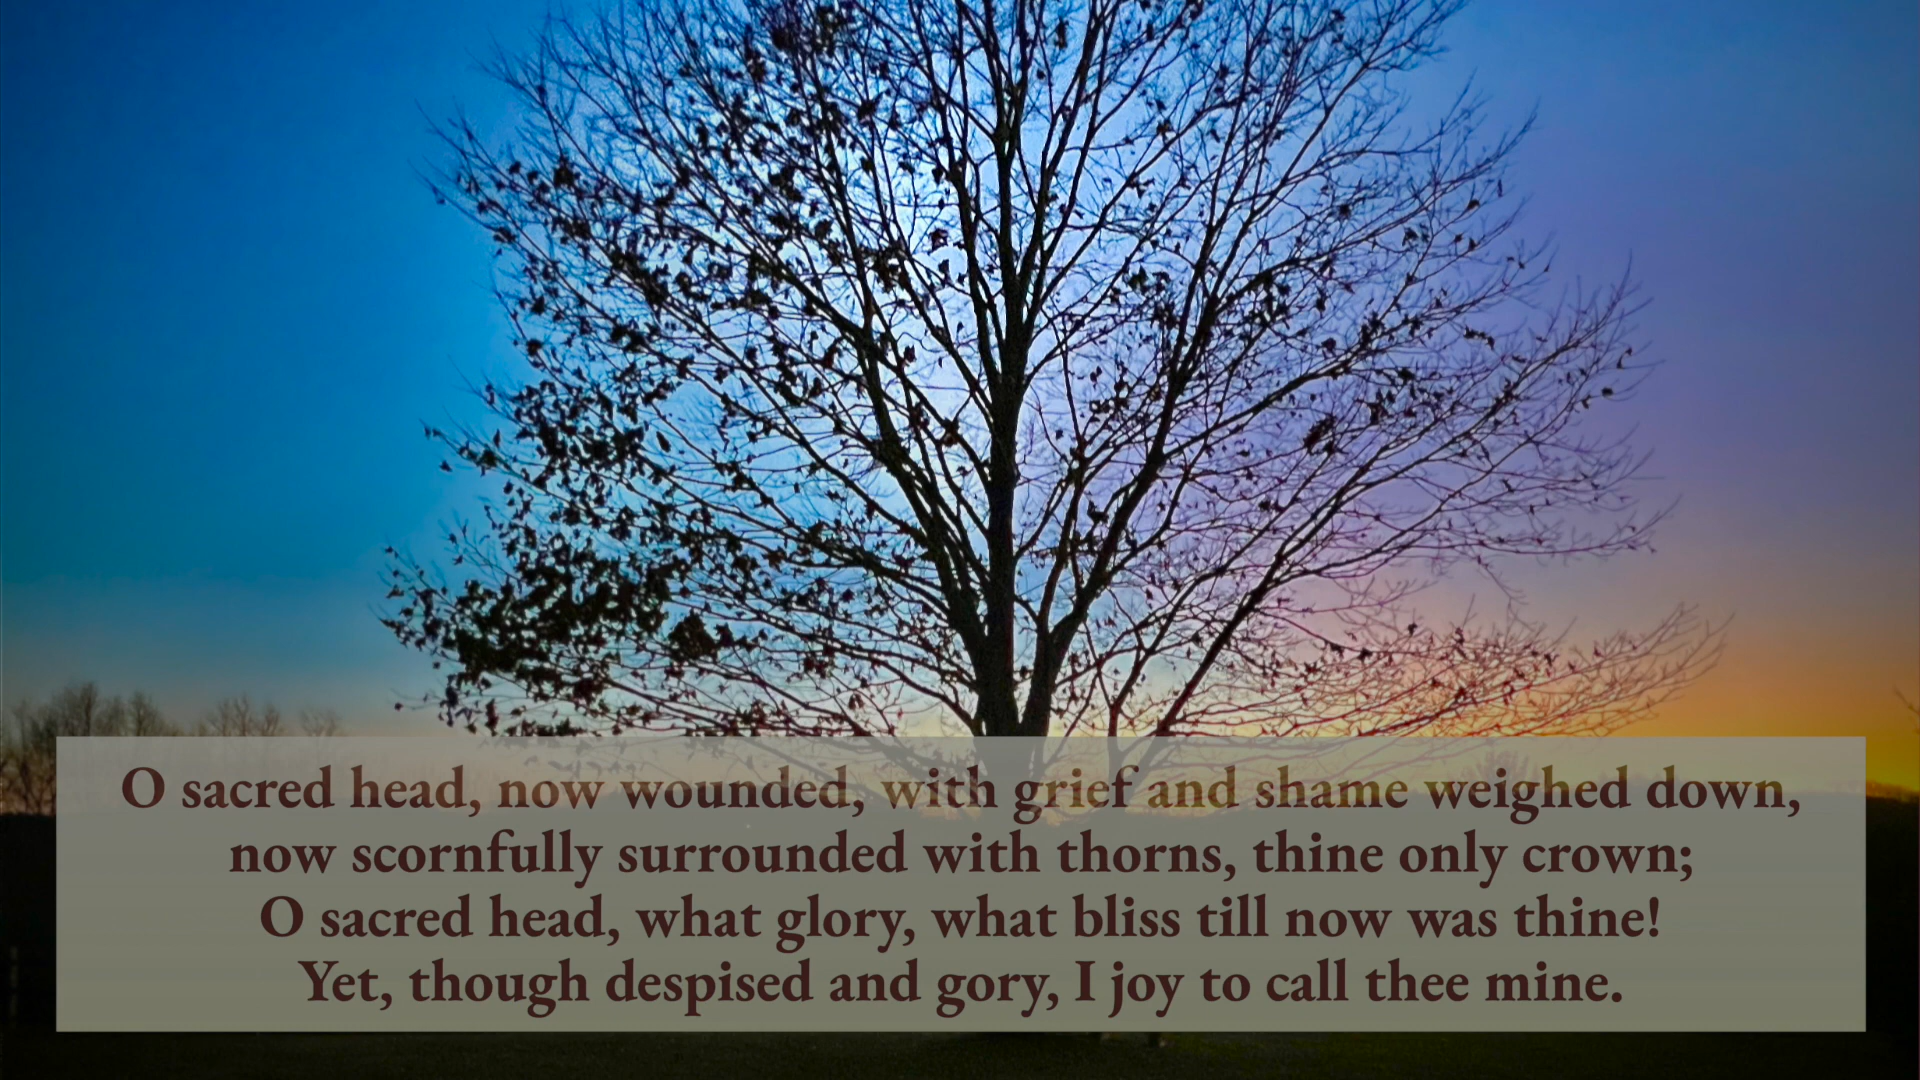 O sacred head, now wounded, with grief and shame weighed down,
now scornfully surrounded with thorns, thine only crown;
O sacred head, what glory, what bliss till now was thine!
Yet, though despised and gory, I joy to call thee mine.